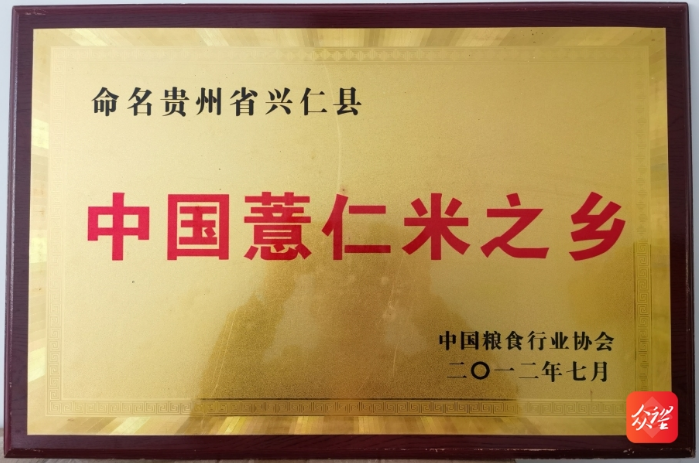 命名贵州省兴仁县
中国薏仁米之乡
中国粮食行业协会
二〇一二年七月
众望